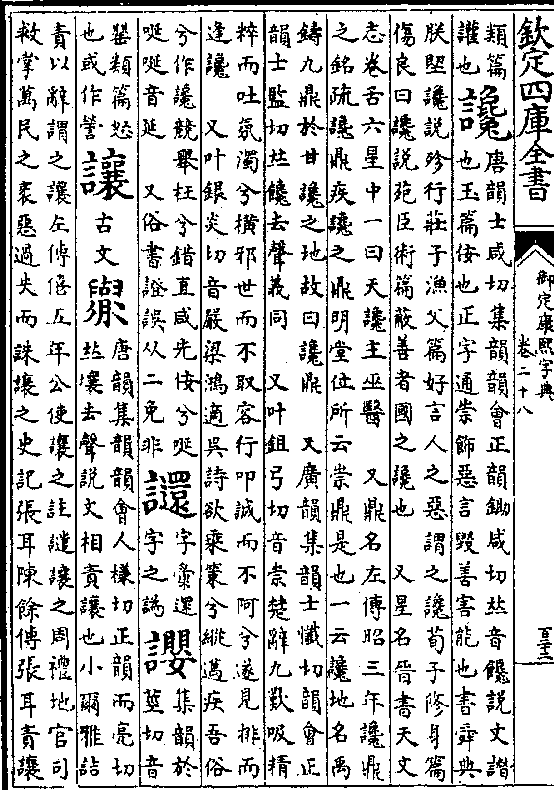 欽定四庫全書
御定康熙字典
卷二十八
類篇
讙也
讒
唐韻士咸切集韻韻會正韻鋤咸切𠀤音饞說文譖
也玉篇佞也正字通崇飾惡言毀善害能也書舜典
朕堲讒說殄行莊子漁父篇好言人之惡謂之讒荀子修身篇
傷良曰讒說苑臣術篇蔽善者國之讒也　又星名晉書天文
志卷舌六星中一曰天讒主巫醫　又鼎名左傳昭三年讒鼎
之銘疏讒鼎疾讒之鼎明堂位所云崇鼎是也一云讒地名禹
鑄九鼎於甘讒之地故曰讒鼎　又廣韻集韻士懺切韻會正
韻士監切𠀤饞去聲義同　又叶鉏弓切音崇楚辭九歎吸精
粹而吐氛濁兮橫邪世而不取容行叩誠而不阿兮遂見排而
逢讒　又叶銀炎切音嚴梁鴻適吳詩欲乘策兮縱邁疾吾俗
兮作讒競舉枉兮錯直咸先佞兮唌
唌唌音延　又俗書證誤从二免非
字彙還
字之譌
集韻於
莖切音
罌類篇怒
也或作謍
讓
古文
唐韻集韻韻會人樣切正韻而亮切
𠀤壤去聲說文相責讓也小爾雅詰
責以辭謂之讓左傳僖五年公使讓之註譴讓之周禮地官司
救掌萬民之衺惡過失而誅讓之史記張耳陳餘傳張耳責讓